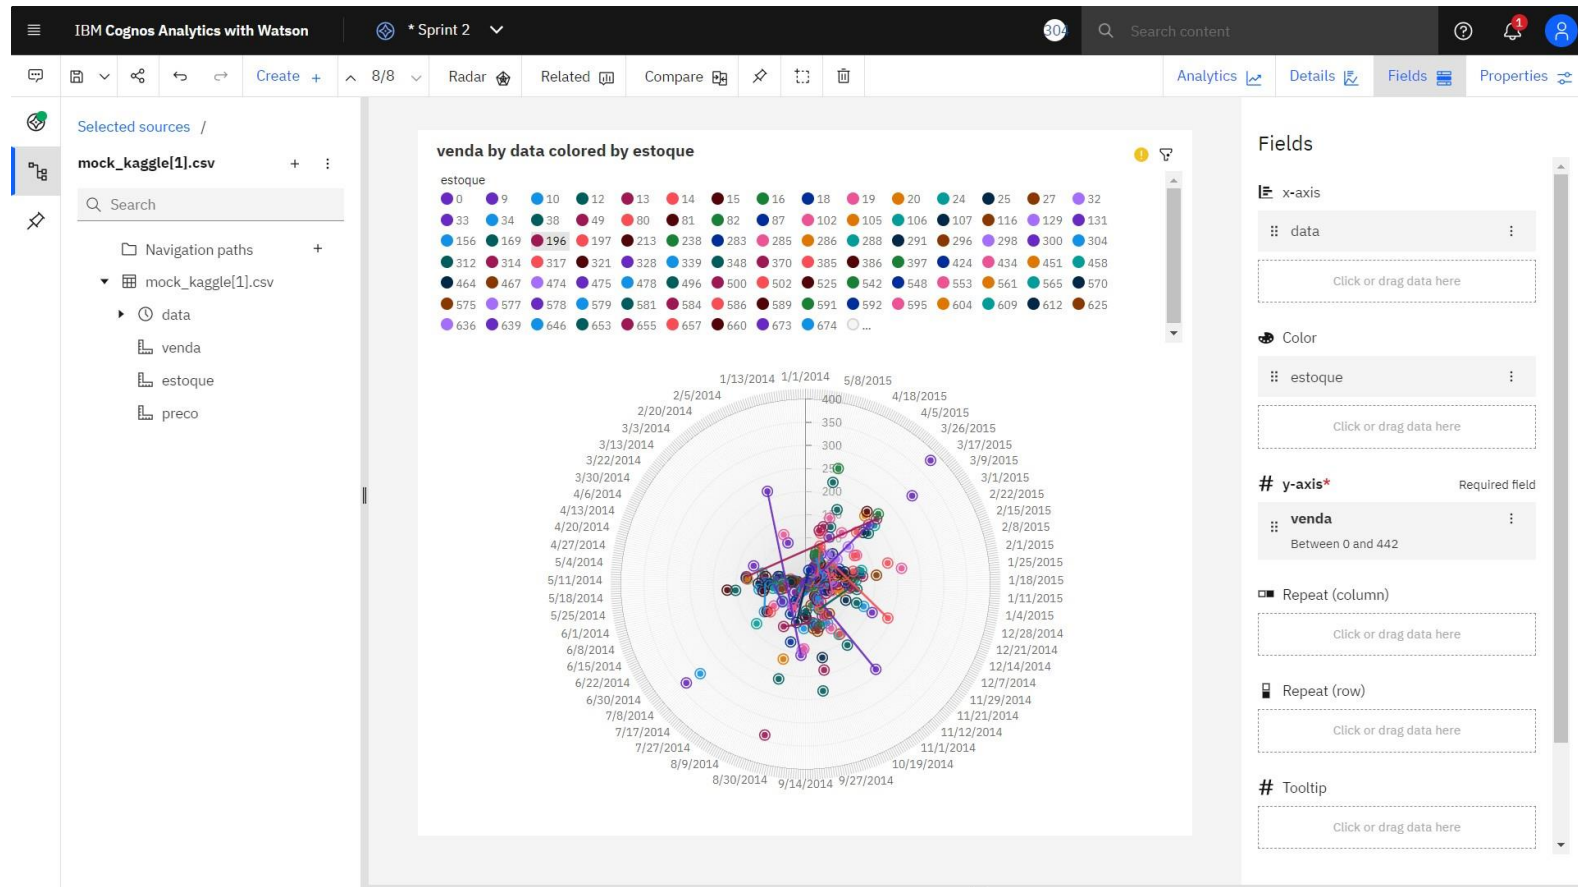 IBM Cognos Analytics with Watson
* Sprint 2
304
Search content
1
Create +
8/8
Radar
Related
Compare
Analytics
Details
Fields
Properties
Selected sources /
mock_kaggle[1].csv
Search
Navigation paths
mock_kaggle[1].csv
data
venda
estoque
preco
venda by data colored by estoque
estoque
0 9 10 12 13 14 15 16 18 19 20 24 25 27 32
33 34 38 49 80 81 82 87 102 105 106 107 116 129 131
156 169 196 197 213 238 283 285 286 288 291 296 298 300 304
312 314 317 321 328 339 348 370 385 386 397 424 434 451 458
464 467 474 475 478 496 500 502 525 542 548 553 561 565 570
575 577 578 579 581 584 586 589 591 592 595 604 609 612 625
636 639 646 653 655 657 660 673 674 ...
1/1/2014
5/8/2015
4/18/2015
4/5/2015
3/26/2015
3/17/2015
3/9/2015
3/1/2015
2/22/2015
2/15/2015
2/8/2015
2/1/2015
1/25/2015
1/18/2015
1/11/2015
1/4/2015
12/28/2014
12/21/2014
12/14/2014
12/7/2014
11/29/2014
11/21/2014
11/12/2014
11/1/2014
10/19/2014
9/27/2014
9/14/2014
8/30/2014
8/9/2014
7/27/2014
7/17/2014
7/8/2014
6/30/2014
6/22/2014
6/15/2014
6/8/2014
6/1/2014
5/25/2014
5/18/2014
5/11/2014
5/4/2014
4/27/2014
4/20/2014
4/13/2014
4/6/2014
3/30/2014
3/22/2014
3/13/2014
3/3/2014
2/20/2014
2/5/2014
1/13/2014
400
350
300
200
Fields
x-axis
data
Click or drag data here
Color
estoque
Click or drag data here
# y-axis* Required field
venda
Between 0 and 442
Repeat (column)
Click or drag data here
Repeat (row)
Click or drag data here
# Tooltip
Click or drag data here